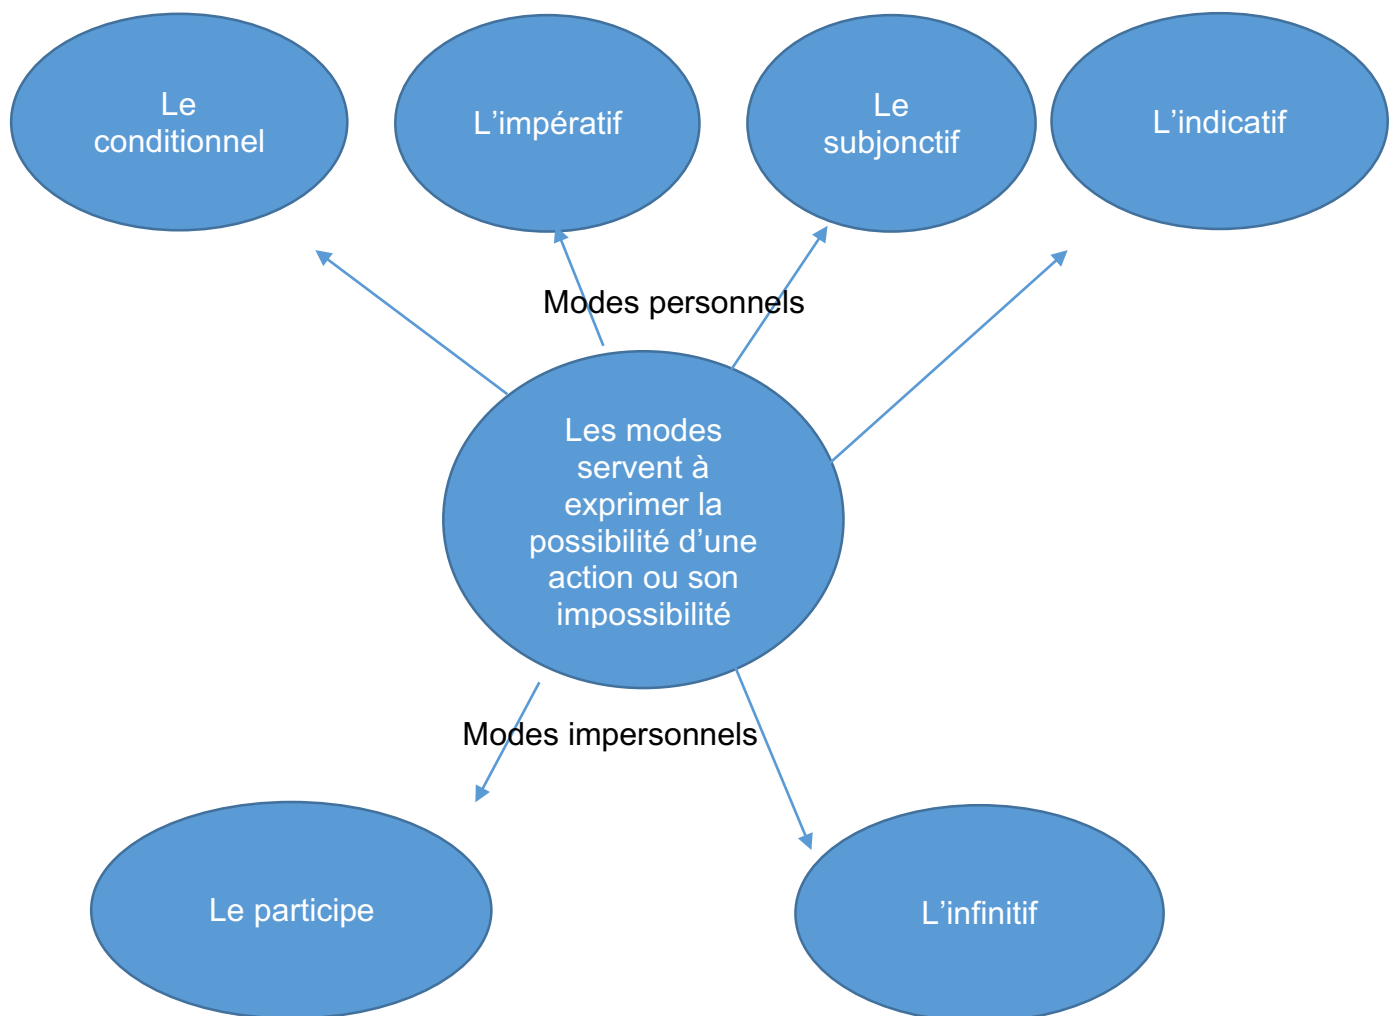 Le
conditionnel
L’impératif
Le
subjonctif
L’indicatif
Modes personnels
Les modes
servent à
exprimer la
possibilité d’une
action ou son
impossibilité
Modes impersonnels
Le participe
L’infinitif